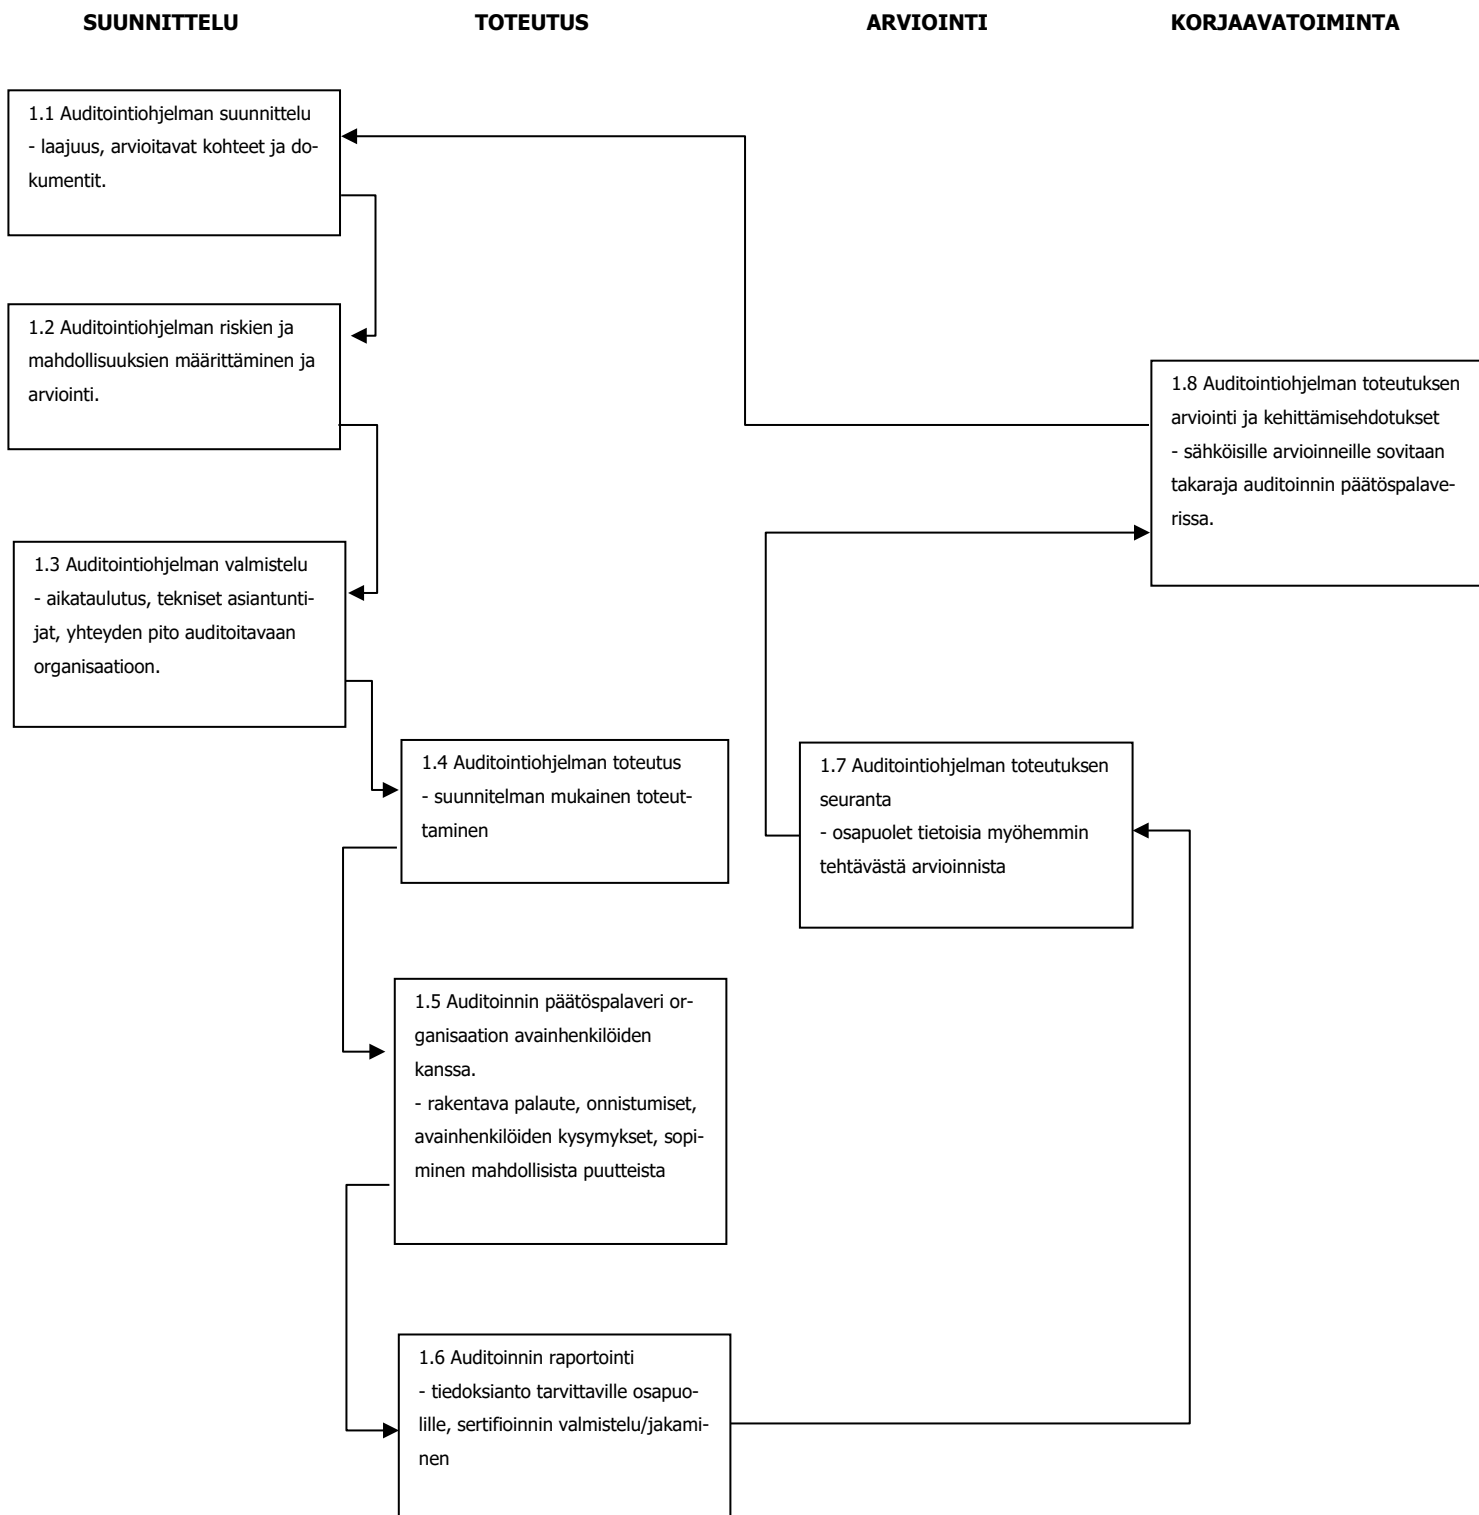 SUUNNITTELU TOTEUTUS ARVIOINTI KORJAAVATOIMINTA
1.1 Auditointiohjelman suunnittelu
- laajuus, arvioitavat kohteet ja do-
kumentit.
1.2 Auditointiohjelman riskien ja
mahdollisuuksien määrittäminen ja
arviointi.
1.3 Auditointiohjelman valmistelu
- aikataulutus, tekniset asiantunti-
jat, yhteyden pito auditoitavaan
organisaatioon.
1.4 Auditointiohjelman toteutus
- suunnitelman mukainen toteut-
taminen
1.5 Auditoinnin päätöspalaveri or-
ganisaation avainhenkilöiden
kanssa.
- rakentava palaute, onnistumiset,
avainhenkilöiden kysymykset, sopi-
minen mahdollisista puutteista
1.6 Auditoinnin raportointi
- tiedoksianto tarvittaville osapuo-
lille, sertifioinnin valmistelu/jakami-
nen
1.7 Auditointiohjelman toteutuksen
seuranta
- osapuolet tietoisia myöhemmin
tehtävästä arvioinnista
1.8 Auditointiohjelman toteutuksen
arviointi ja kehittämisehdotukset
- sähköisille arvioinneille sovitaan
takaraja auditoinnin päätöspalave-
rissa.